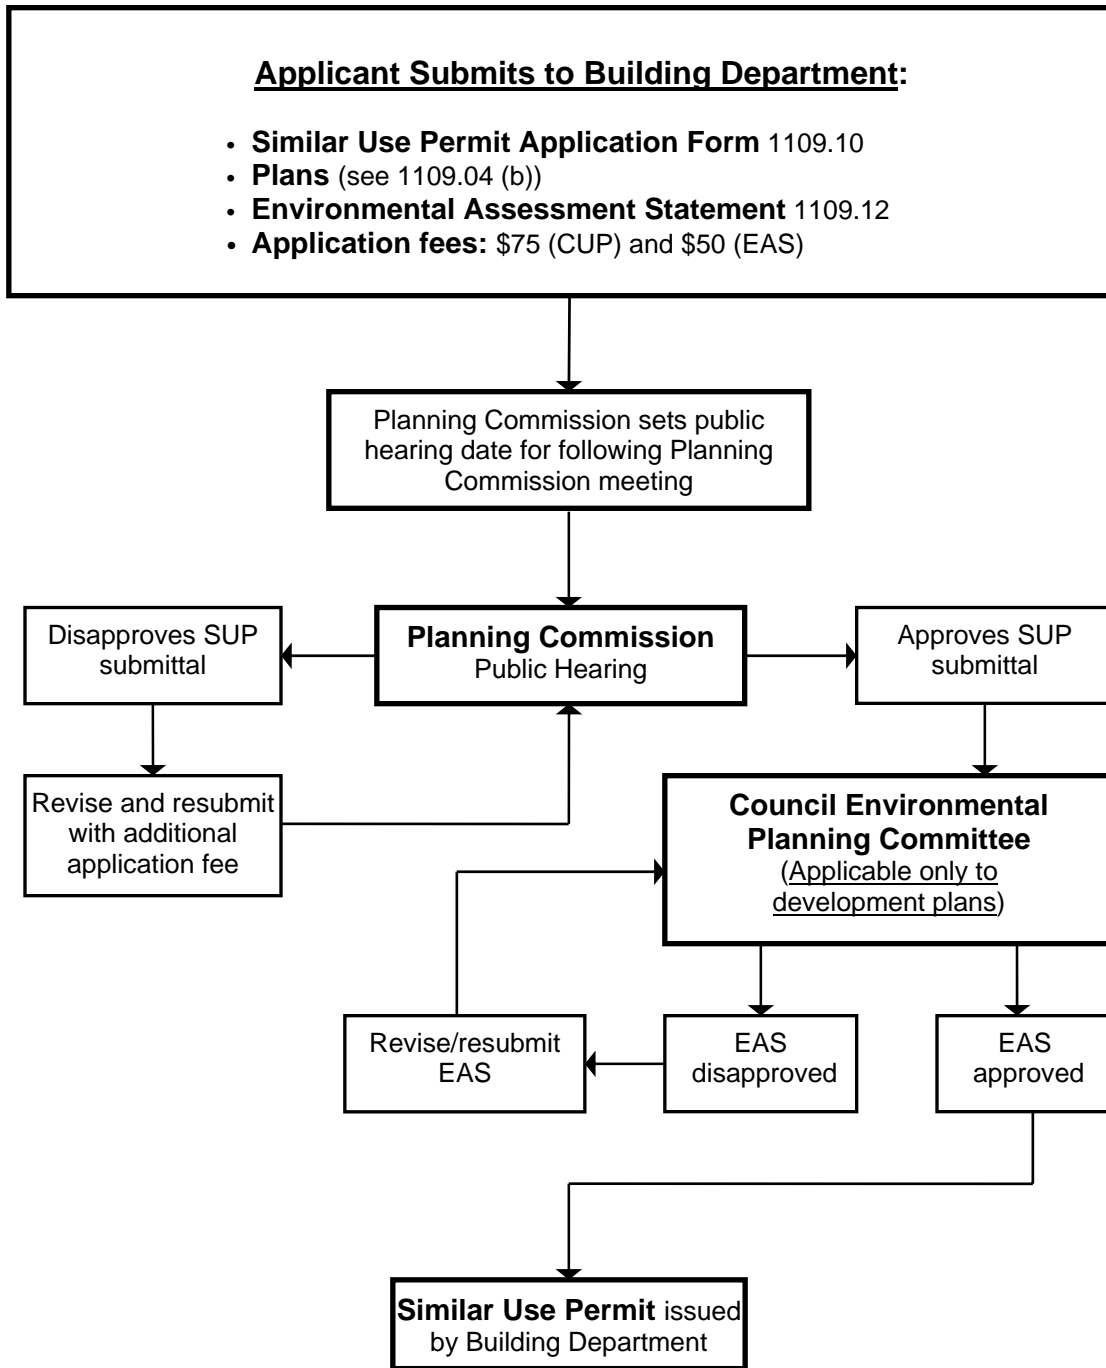 Applicant Submits to Building Department:
• Similar Use Permit Application Form 1109.10
• Plans (see 1109.04 (b))
• Environmental Assessment Statement 1109.12
• Application fees: $75 (CUP) and $50 (EAS)
Planning Commission sets public
hearing date for following Planning
Commission meeting
Disapproves SUP
submittal
Planning Commission
Public Hearing
Approves SUP
submittal
Revise and resubmit
with additional
application fee
Council Environmental
Planning Committee
(Applicable only to
development plans)
Revise/resubmit
EAS
EAS
disapproved
EAS
approved
Similar Use Permit issued
by Building Department